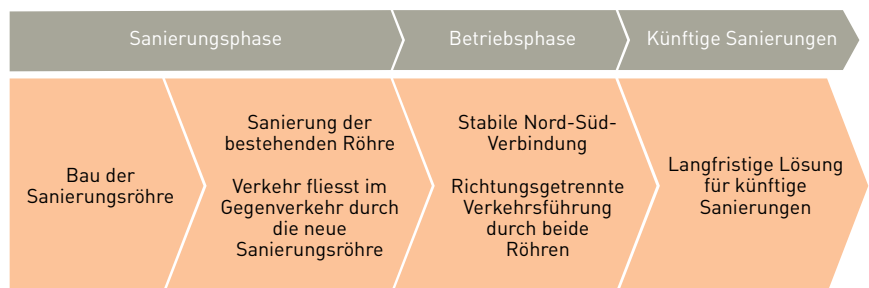 Sanierungsphase
Betriebsphase
Künftige Sanierungen
Bau der
Sanierungsröhre
Sanierung der
bestehenden Röhre
Verkehr fliesst im
Gegenverkehr durch
die neue
Sanierungsröhre
Stabile Nord-Süd-
Verbindung
Richtungsgetrennte
Verkehrsführung
durch beide
Röhren
Langfristige Lösung
für künftige
Sanierungen